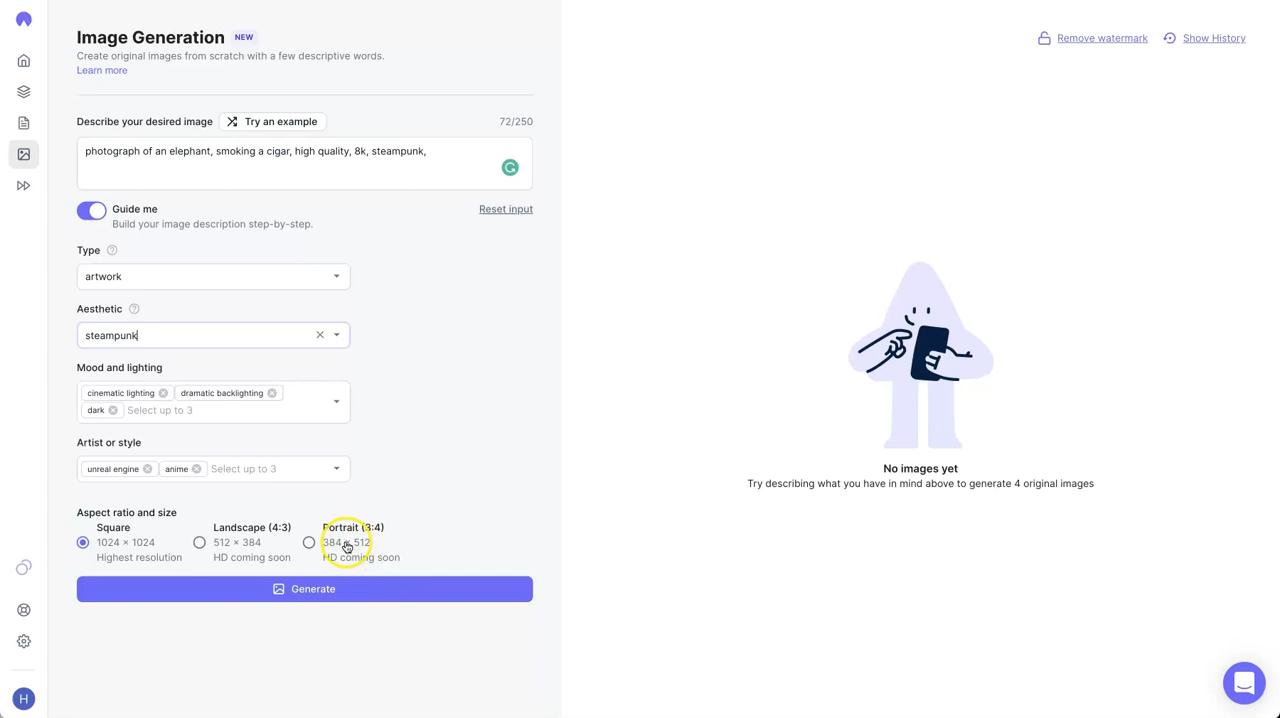 Image Generation NEW
Create original images from scratch with a few descriptive words.
Learn more
Remove watermark
Show History
Describe your desired image
Try an example
72/250
photograph of an elephant, smoking a cigar, high quality, 8k, steampunk,
Guide me
Reset input
Build your image description step-by-step.
Type
artwork
Aesthetic
steampunk
Mood and lighting
cinematic lighting
dramatic backlighting
dark
Select up to 3
Artist or style
unreal engine
anime
Select up to 3
Aspect ratio and size
Square
1024 × 1024
Highest resolution
Landscape (4:3)
512 × 384
HD coming soon
Portrait (3:4)
384 × 512
HD coming soon
Generate
No images yet
Try describing what you have in mind above to generate 4 original images
H